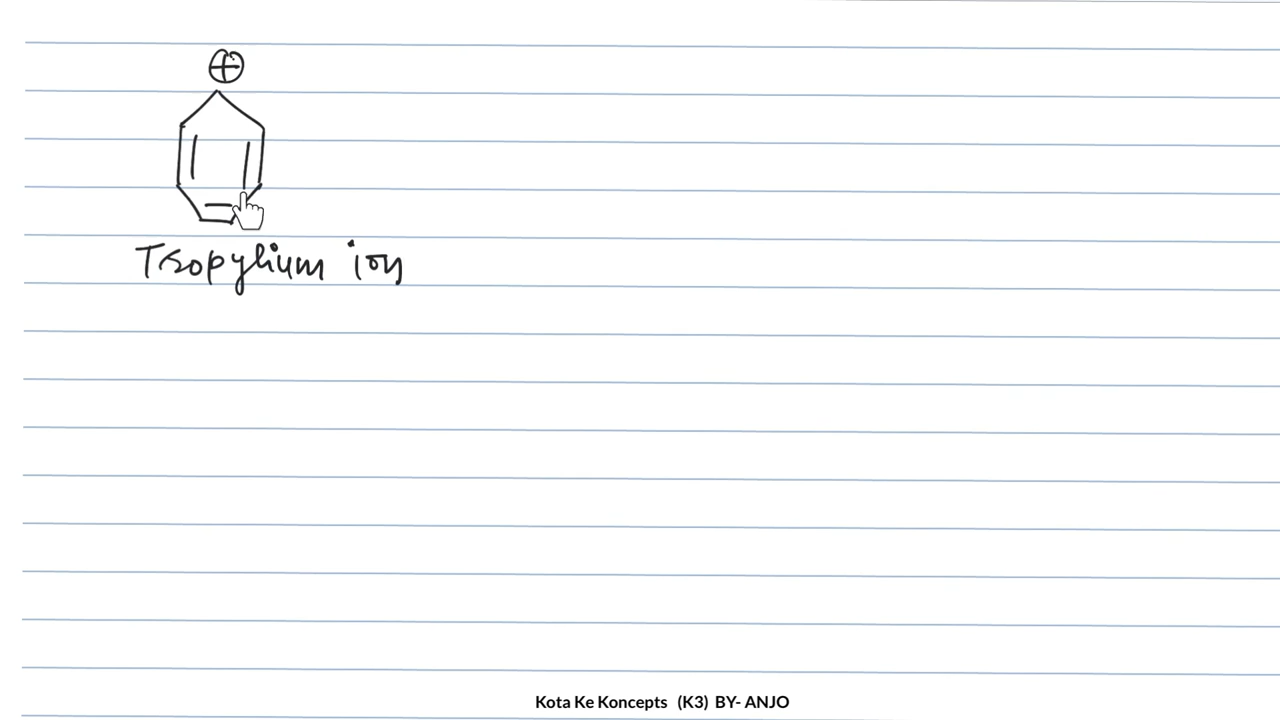 ⊕
Tropylium ion
Kota Ke Koncepts (K3) BY- ANJO